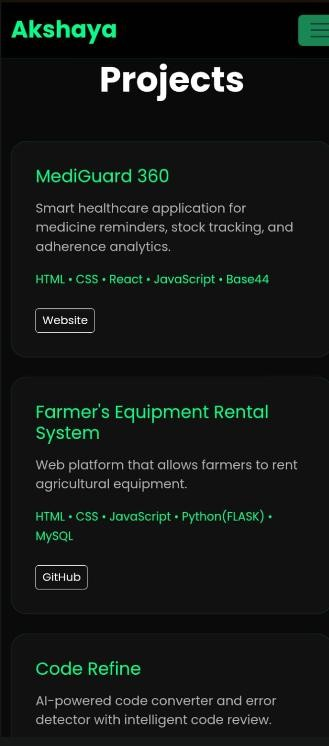 Akshaya
Projects
MediGuard 360
Smart healthcare application for
medicine reminders, stock tracking, and
adherence analytics.
HTML • CSS • React • JavaScript • Base44
Website
Farmer's Equipment Rental
System
Web platform that allows farmers to rent
agricultural equipment.
HTML • CSS • JavaScript • Python(FLASK) •
MySQL
GitHub
Code Refine
AI-powered code converter and error
detector with intelligent code review.